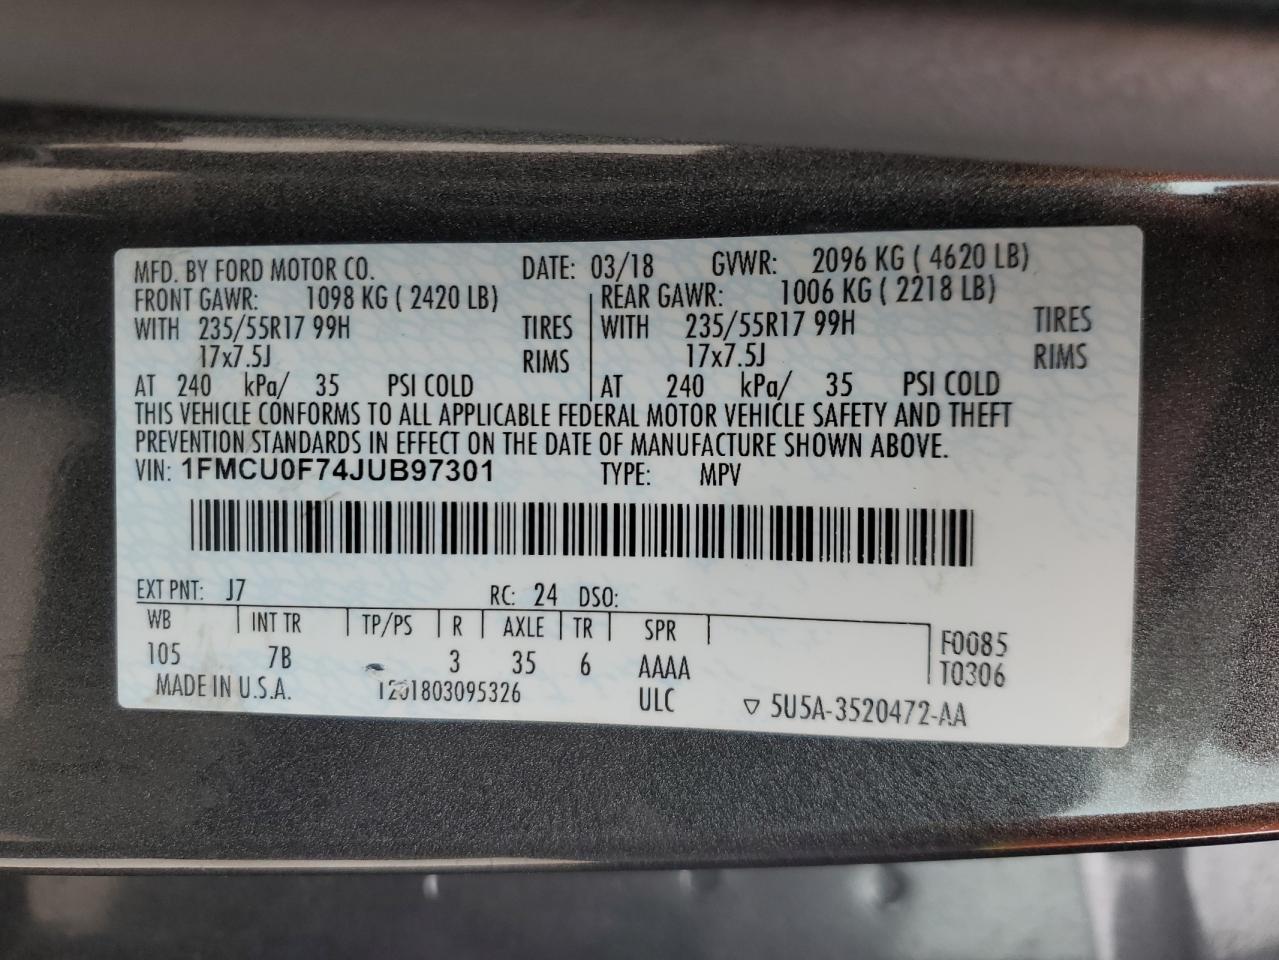 MFD. BY FORD MOTOR CO. DATE: 03/18 GVWR: 2096 KG ( 4620 LB)
FRONT GAWR: 1098 KG ( 2420 LB) REAR GAWR: 1006 KG ( 2218 LB)
WITH 235/55R17 99H TIRES WITH 235/55R17 99H TIRES
17x7.5J RIMS 17x7.5J RIMS
AT 240 kPa/ 35 PSI COLD AT 240 kPa/ 35 PSI COLD
THIS VEHICLE CONFORMS TO ALL APPLICABLE FEDERAL MOTOR VEHICLE SAFETY AND THEFT
PREVENTION STANDARDS IN EFFECT ON THE DATE OF MANUFACTURE SHOWN ABOVE.
VIN: 1FMCU0F74JUB97301 TYPE: MPV
EXT PNT: J7 RC: 24 DSO:
WB INT TR TP/PS R AXLE TR SPR F0085
105 7B 3 35 6 AAAA T0306
MADE IN U.S.A. ULC ▽ 5U5A-3520472-AA